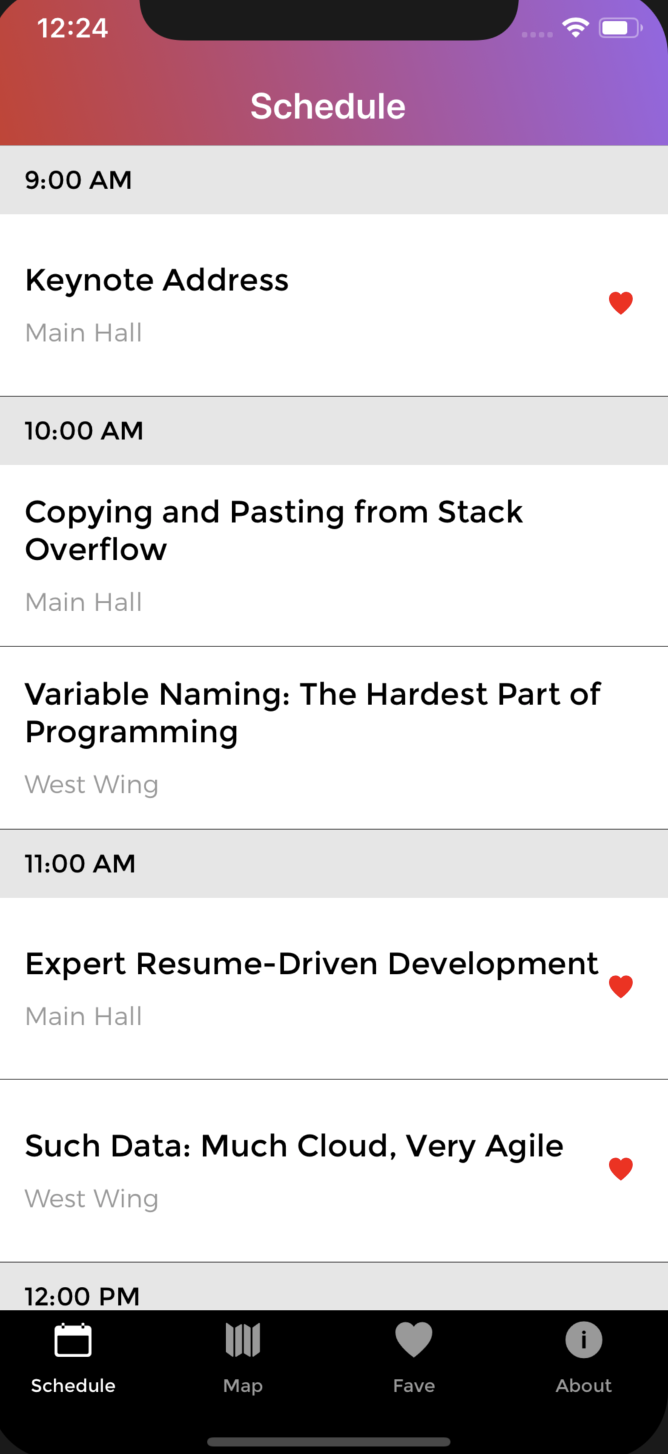 12:24
Schedule
9:00 AM
Keynote Address
Main Hall
10:00 AM
Copying and Pasting from Stack
Overflow
Main Hall
Variable Naming: The Hardest Part of
Programming
West Wing
11:00 AM
Expert Resume-Driven Development
Main Hall
Such Data: Much Cloud, Very Agile
West Wing
12:00 PM
Schedule Map Fave About